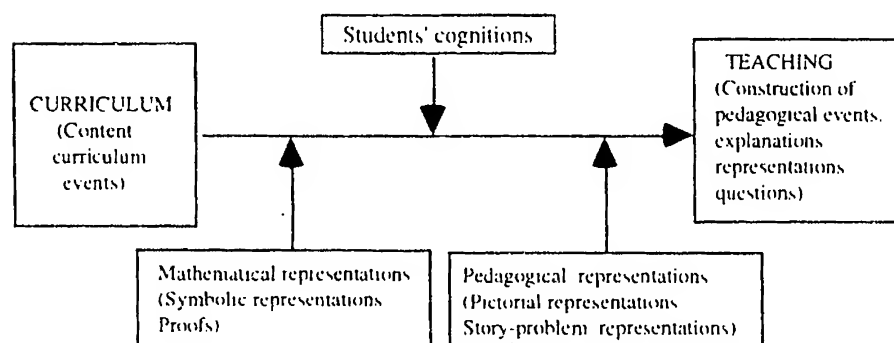 Students' cognitions
CURRICULUM
(Content
curriculum
events)
TEACHING
(Construction of
pedagogical events,
explanations
representations
questions)
Mathematical representations
(Symbolic representations
Proofs)
Pedagogical representations
(Pictorial representations
Story-problem representations)